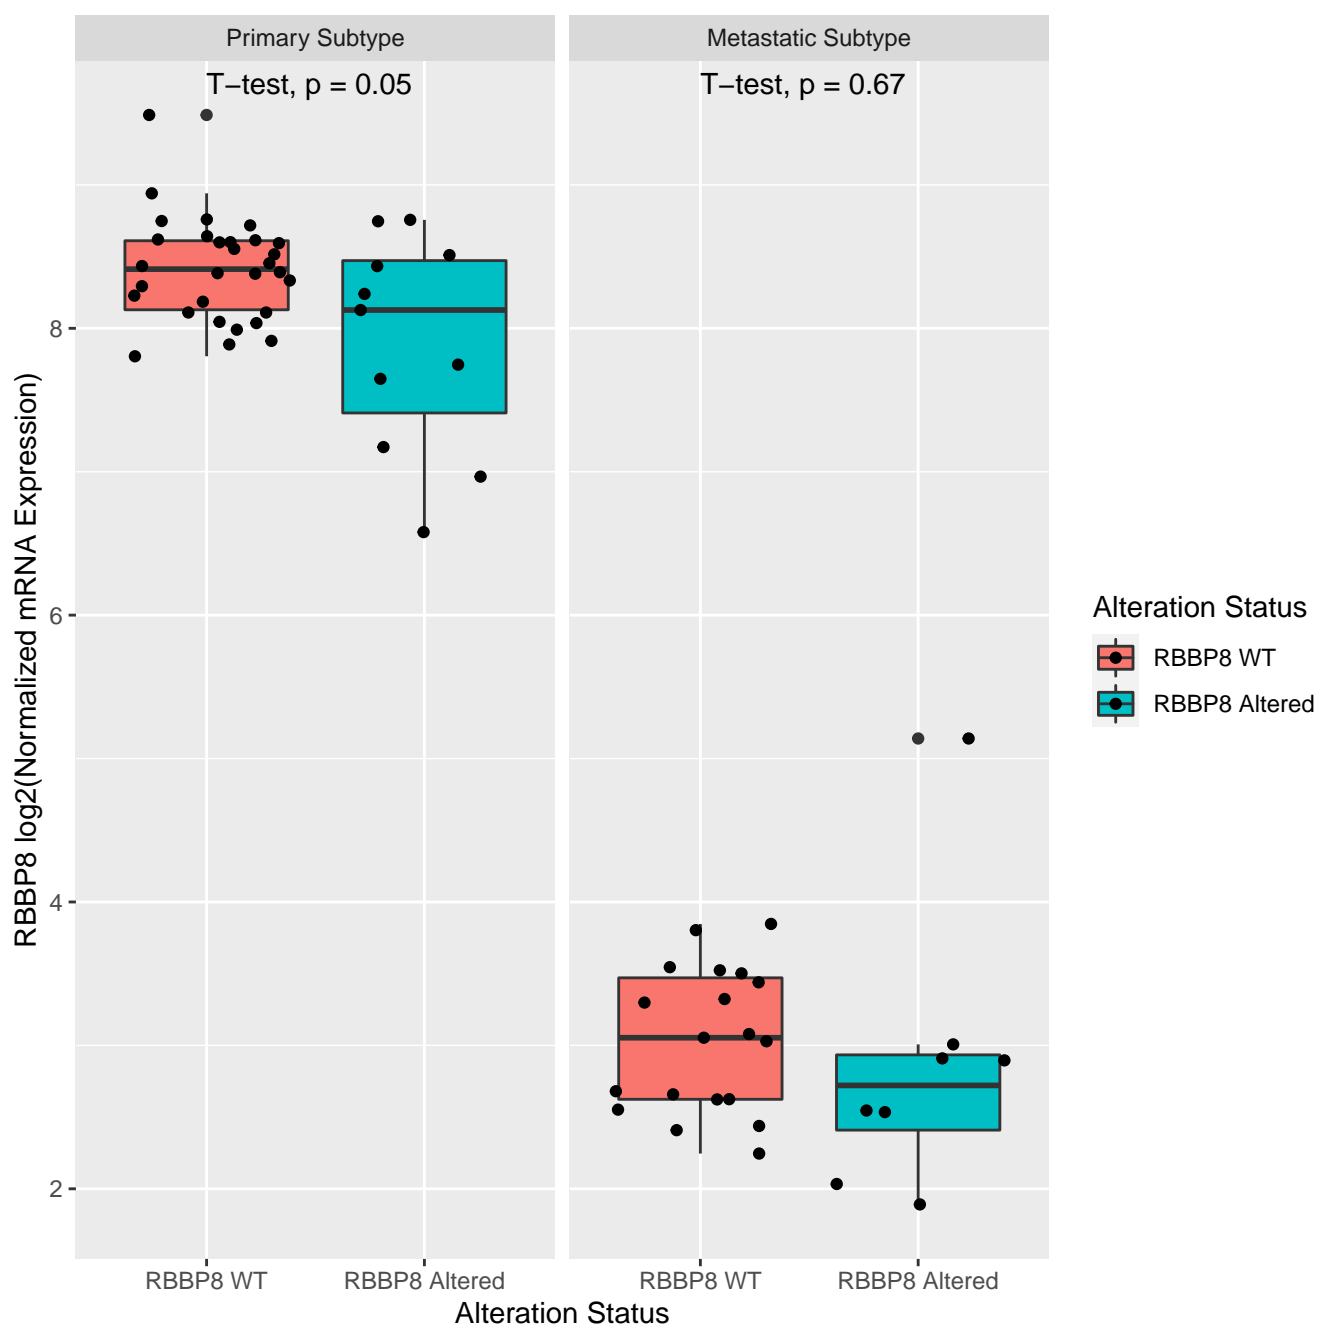 Primary Subtype
Metastatic Subtype
T−test, p = 0.05
T−test, p = 0.67
RBBP8 log2(Normalized mRNA Expression)
8
6
4
2
RBBP8 WT
RBBP8 Altered
RBBP8 WT
RBBP8 Altered
Alteration Status
Alteration Status
RBBP8 WT
RBBP8 Altered